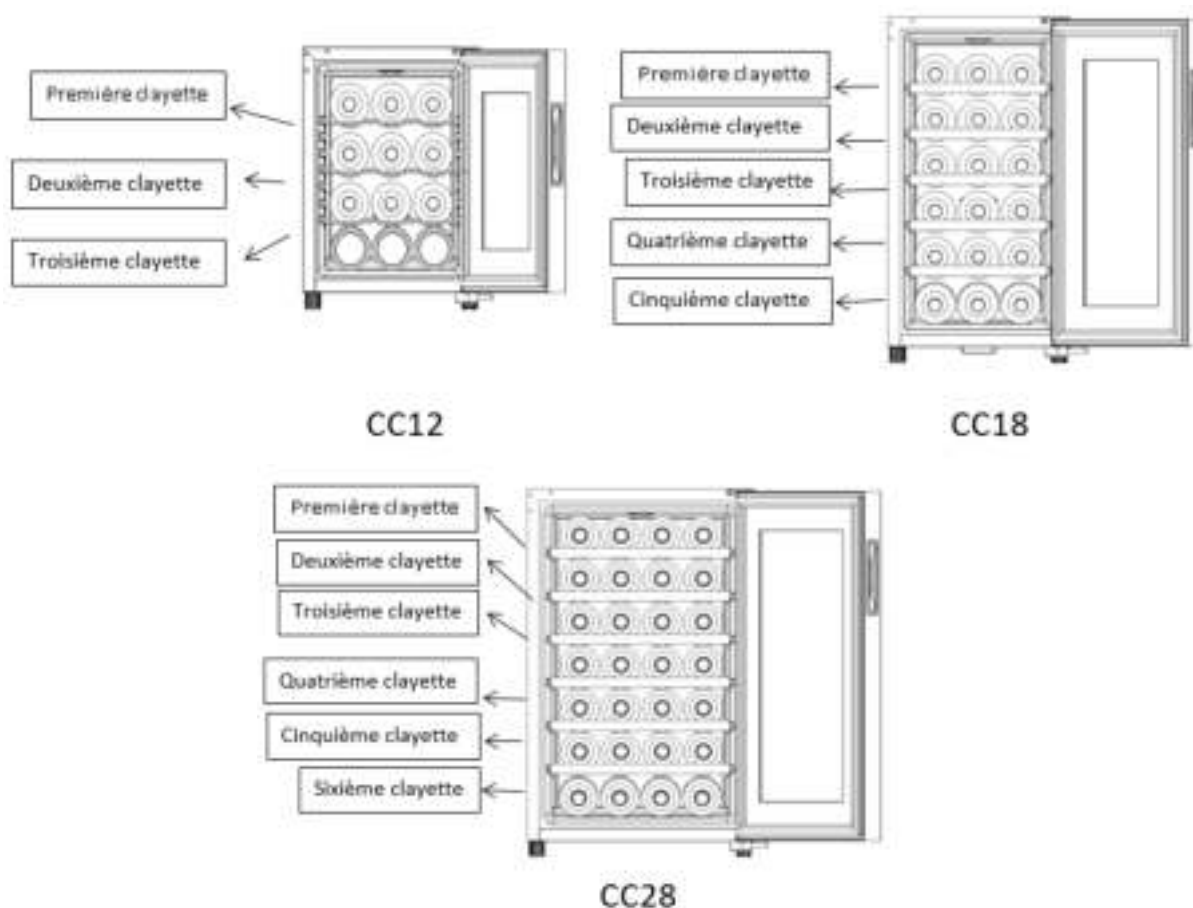 Première clayette
Deuxième clayette
Troisième clayette
CC12
Première clayette
Deuxième clayette
Troisième clayette
Quatrième clayette
Cinquième clayette
CC18
Première clayette
Deuxième clayette
Troisième clayette
Quatrième clayette
Cinquième clayette
Sixième clayette
CC28